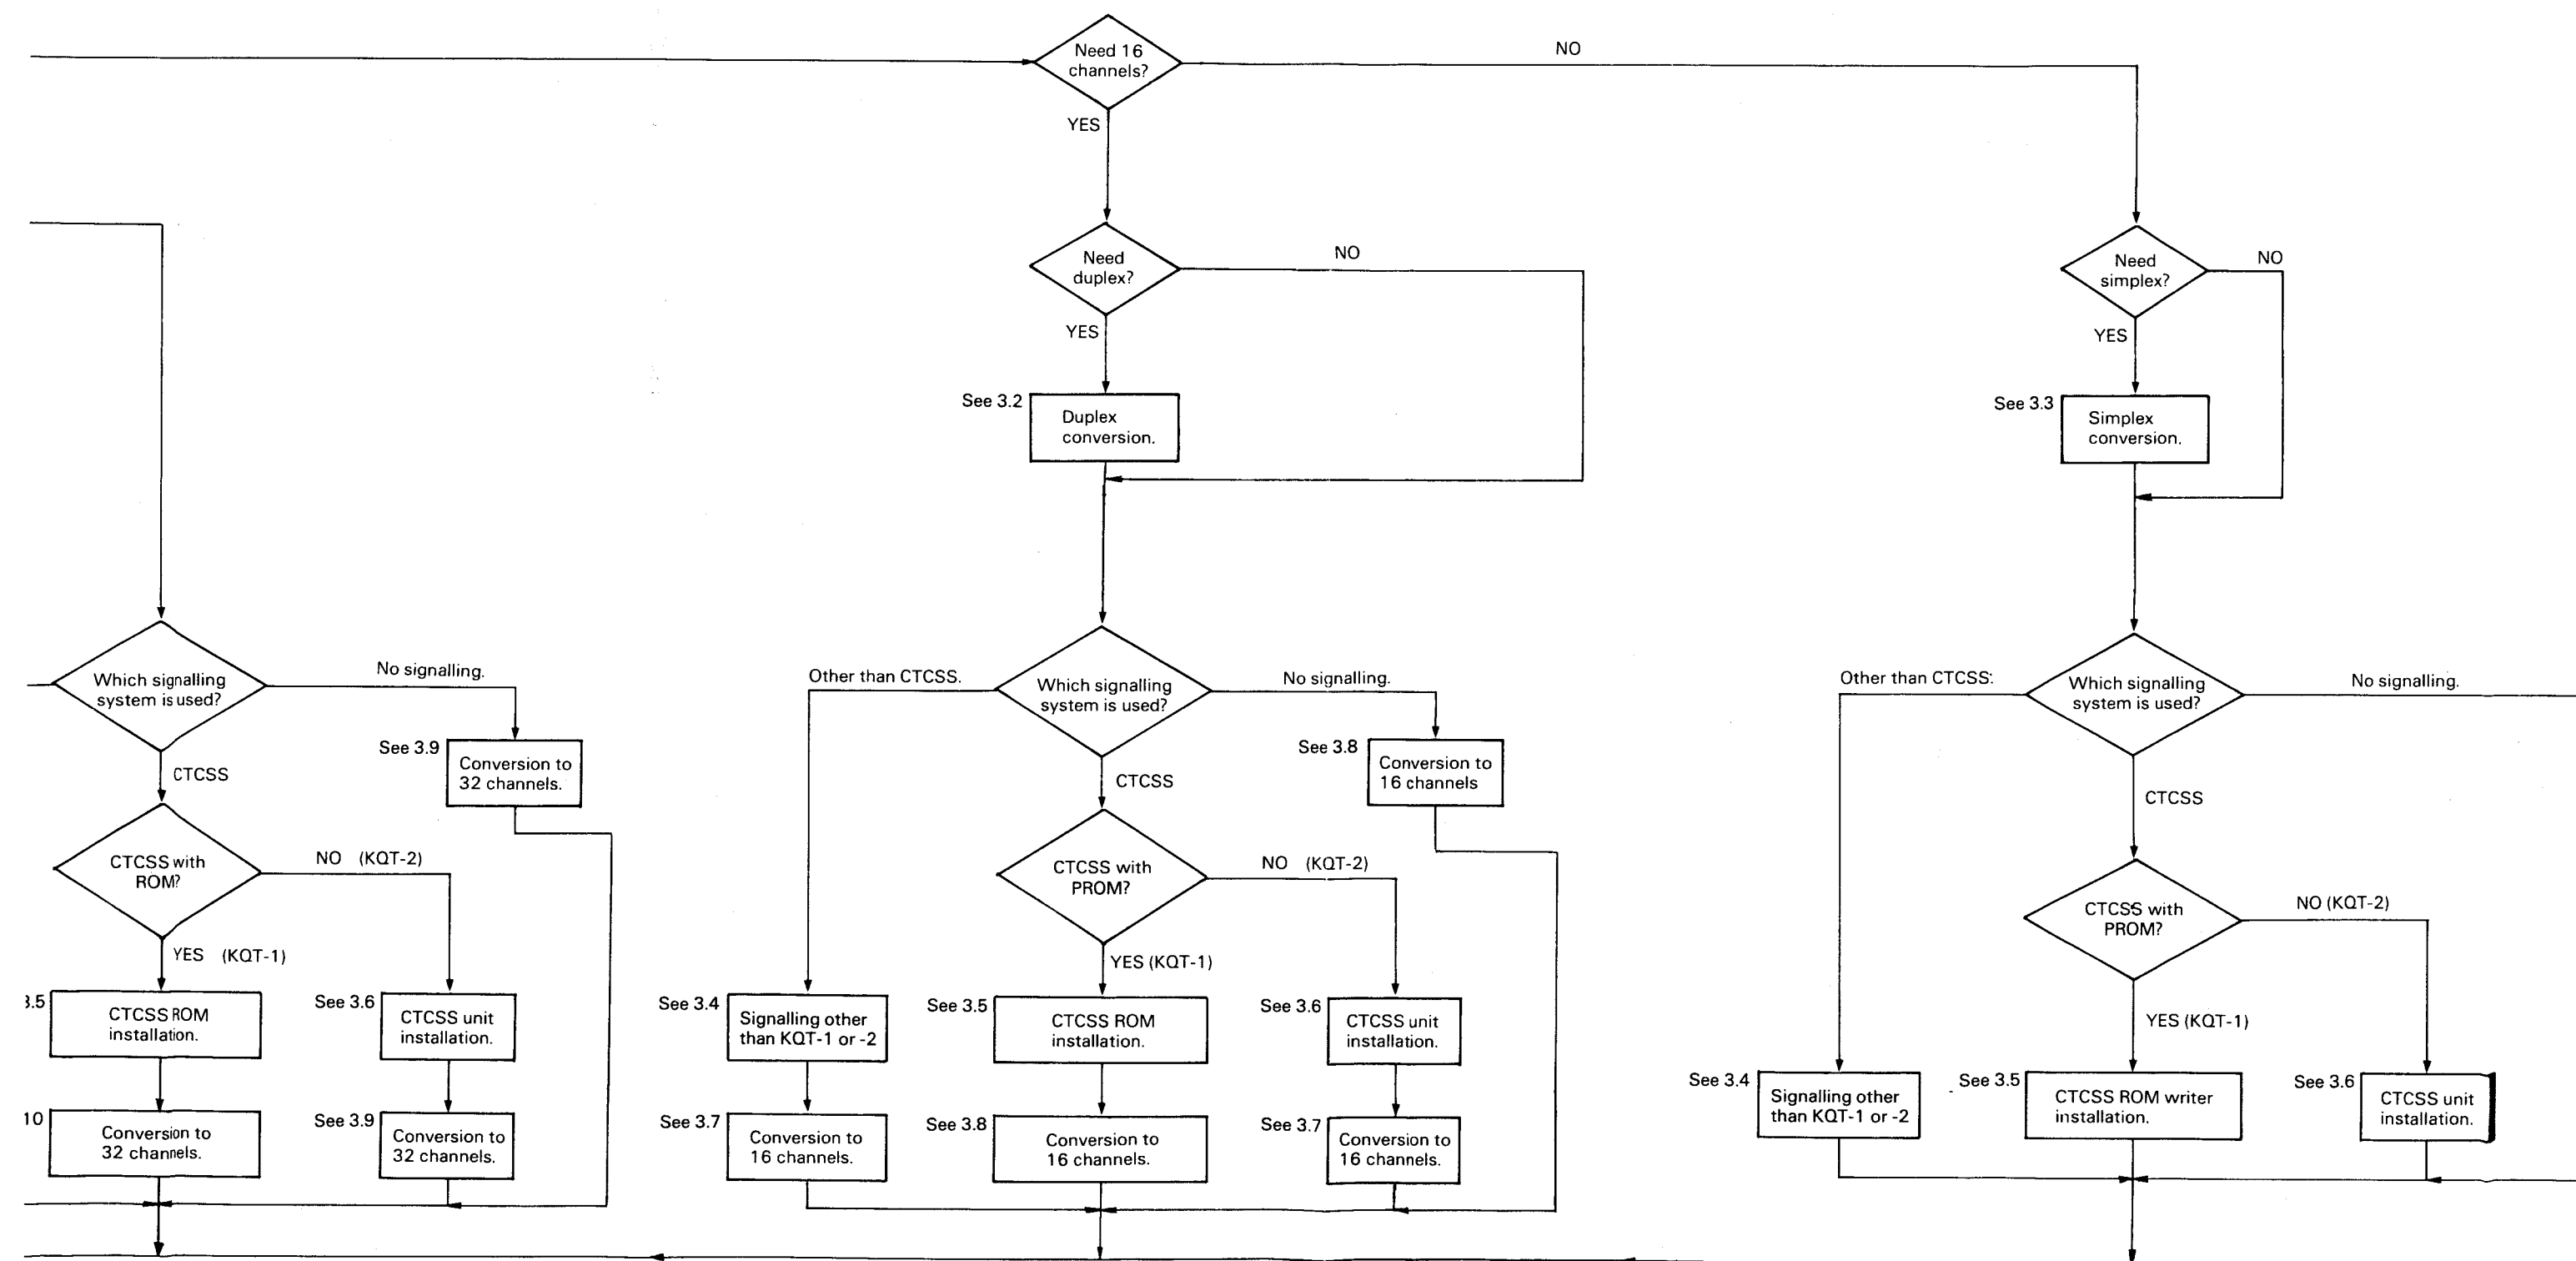 Need 16
channels?
NO
YES
Need
duplex?
NO
YES
See 3.2
Duplex
conversion.
Need
simplex?
NO
YES
See 3.3
Simplex
conversion.
Which signalling
system is used?
No signalling.
See 3.9
Conversion to
32 channels.
CTCSS
CTCSS with
ROM?
NO (KQT-2)
YES (KQT-1)
3.5
CTCSS ROM
installation.
See 3.6
CTCSS unit
installation.
10
Conversion to
32 channels.
See 3.9
Conversion to
32 channels.
Other than CTCSS.
Which signalling
system is used?
No signalling.
See 3.8
Conversion to
16 channels
CTCSS
CTCSS with
PROM?
NO (KQT-2)
YES (KQT-1)
See 3.4
Signalling other
than KQT-1 or -2
See 3.5
CTCSS ROM
installation.
See 3.6
CTCSS unit
installation.
See 3.7
Conversion to
16 channels.
See 3.8
Conversion to
16 channels.
See 3.7
Conversion to
16 channels.
Other than CTCSS.
Which signalling
system is used?
No signalling.
CTCSS
CTCSS with
PROM?
NO (KQT-2)
YES (KQT-1)
See 3.4
Signalling other
than KQT-1 or -2
See 3.5
CTCSS ROM writer
installation.
See 3.6
CTCSS unit
installation.